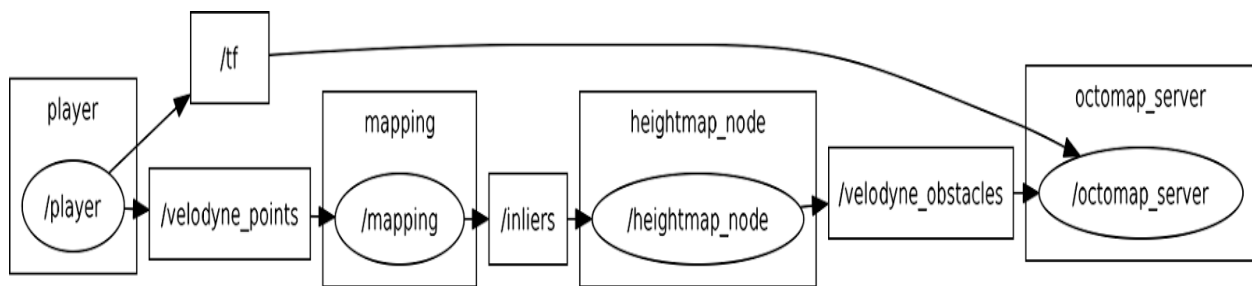 /tf
player
/player
/velodyne_points
mapping
/mapping
/inliers
heightmap_node
/heightmap_node
/velodyne_obstacles
octomap_server
/octomap_server